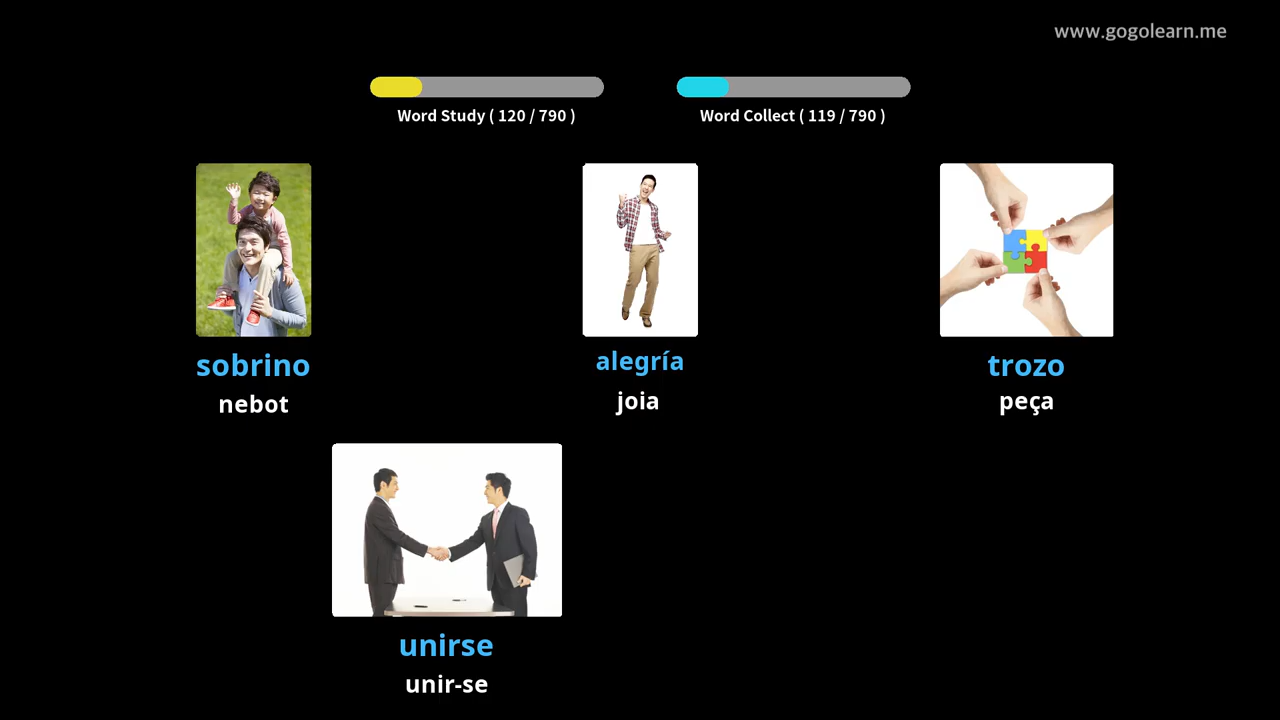 www.gogolearn.me
Word Study ( 120 / 790 )
Word Collect ( 119 / 790 )
sobrino
nebot
alegría
joia
trozo
peça
unirse
unir-se